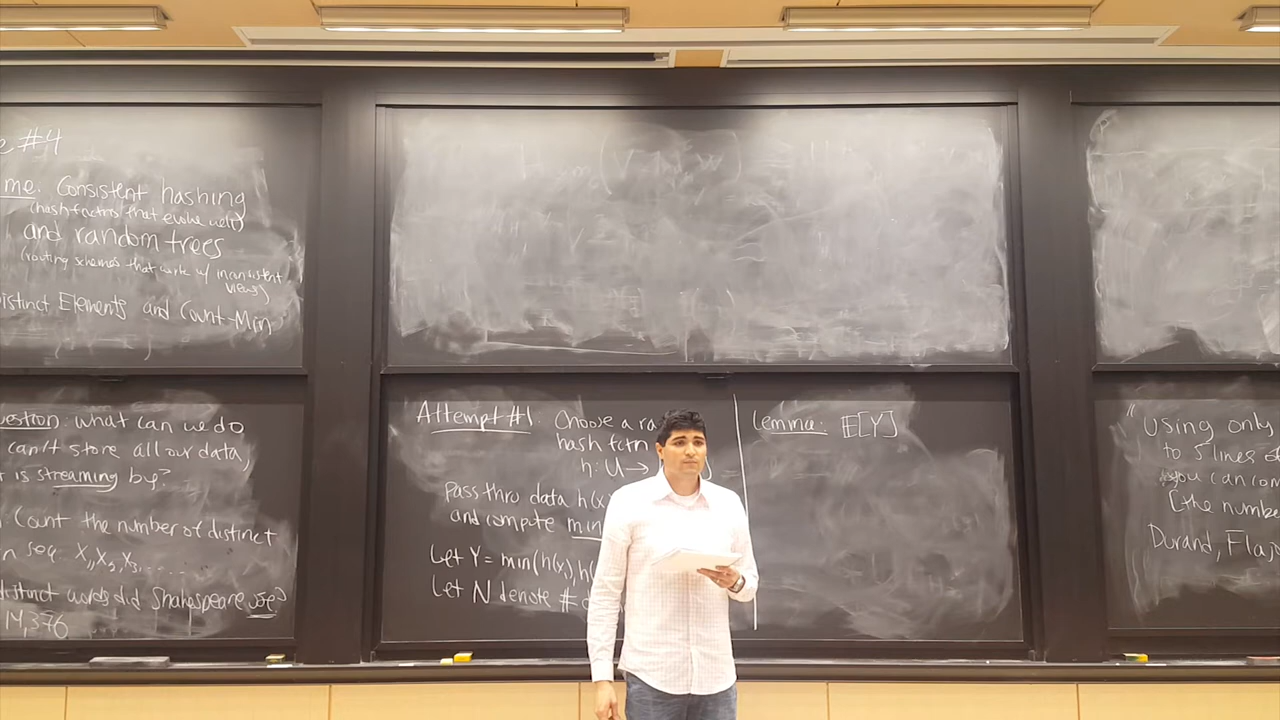 e #4
me: Consistent hashing
(hash fctns that evolve well)
and random trees
(routing schemes that work w/ inconsistent
views)
istinct Elements and Count-Min
uestion: what can we do
can't store all our data,
t is streaming by?
Count the number of distinct
n seq. X₁, X₂, X₃, ....
distinct words did Shakespeare use?
Attempt #1: Choose a ra
hash fctn
h: U →
Pass thru data h(x
and compute min
Let Y = min(h(x₁), h(
Let N denote # d
Lemma: E[Y]
"Using only
to 5 lines o
you can
[the numbe
Durand, Flaj